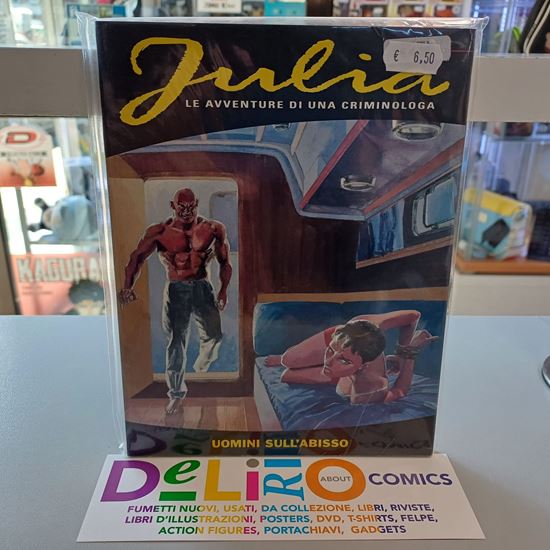 Julia
€ 6,50
LE AVVENTURE DI UNA CRIMINOLOGA
KAGURA
UOMINI SULL'ABISSO
DeLiRiO ABOUT COMICS
FUMETTI NUOVI, USATI, DA COLLEZIONE, LIBRI, RIVISTE,
LIBRI D'ILLUSTRAZIONI, POSTERS, DVD, T-SHIRTS, FELPE,
ACTION FIGURES, PORTACHIAVI, GADGETS